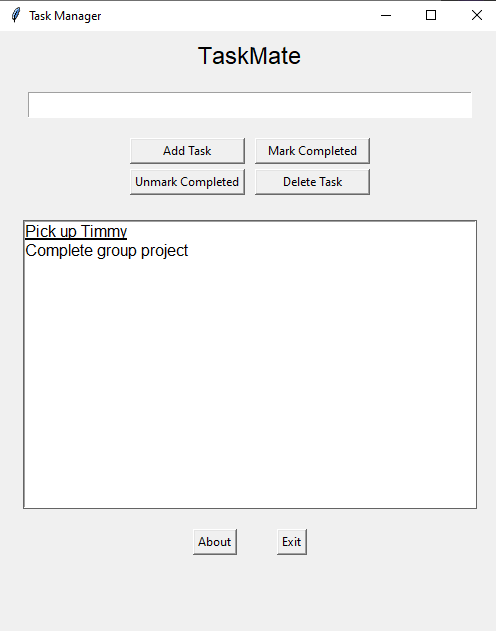 Task Manager
TaskMate
Add Task
Mark Completed
Unmark Completed
Delete Task
Pick up Timmy
Complete group project
About
Exit